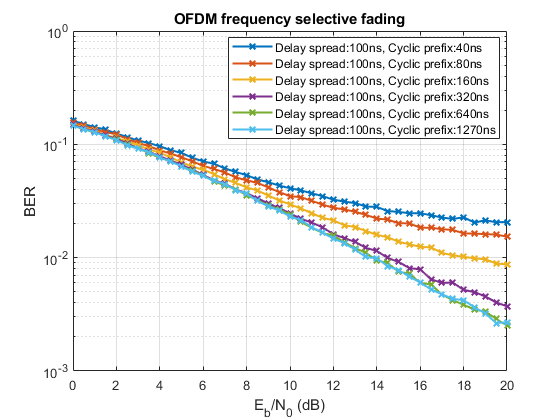 OFDM frequency selective fading
10^0
Delay spread:100ns, Cyclic prefix:40ns
Delay spread:100ns, Cyclic prefix:80ns
Delay spread:100ns, Cyclic prefix:160ns
Delay spread:100ns, Cyclic prefix:320ns
Delay spread:100ns, Cyclic prefix:640ns
Delay spread:100ns, Cyclic prefix:1270ns
10^-1
BER
10^-2
10^-3
0 2 4 6 8 10 12 14 16 18 20
E_b/N_0 (dB)